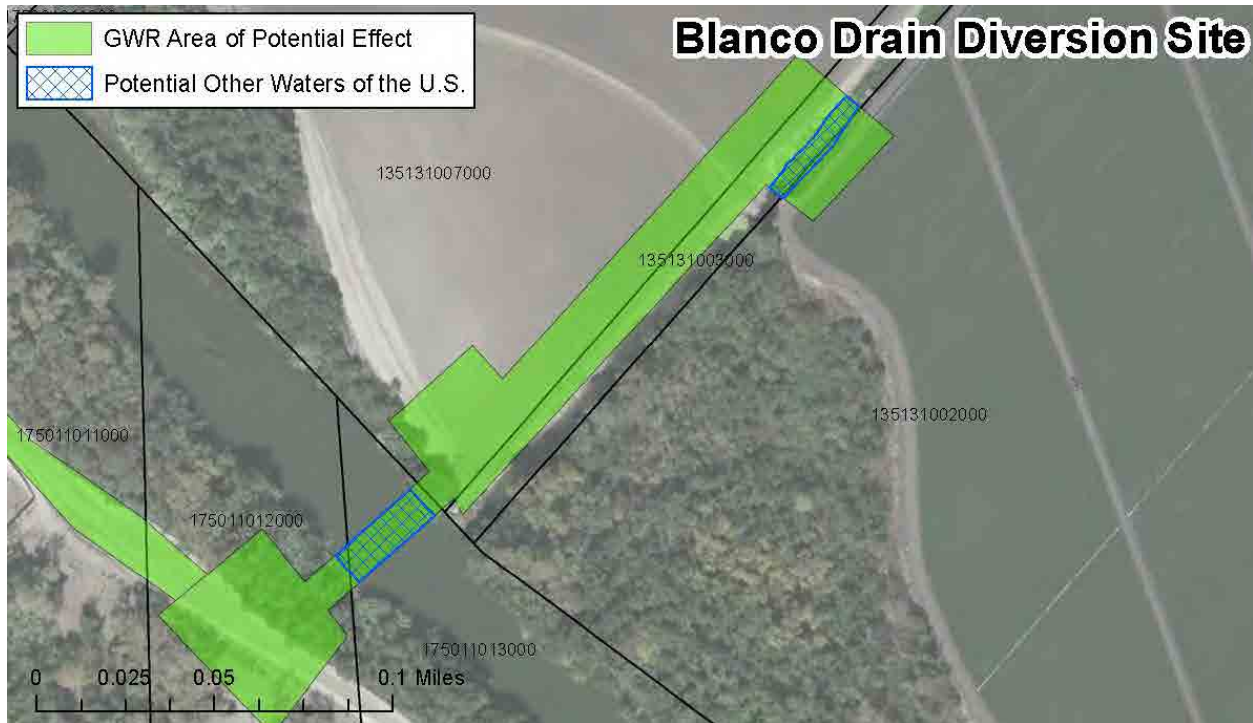 GWR Area of Potential Effect
Potential Other Waters of the U.S.
Blanco Drain Diversion Site
135131007000
135131003000
135131002000
175011011000
175011012000
175011013000
0 0.025 0.05 0.1 Miles